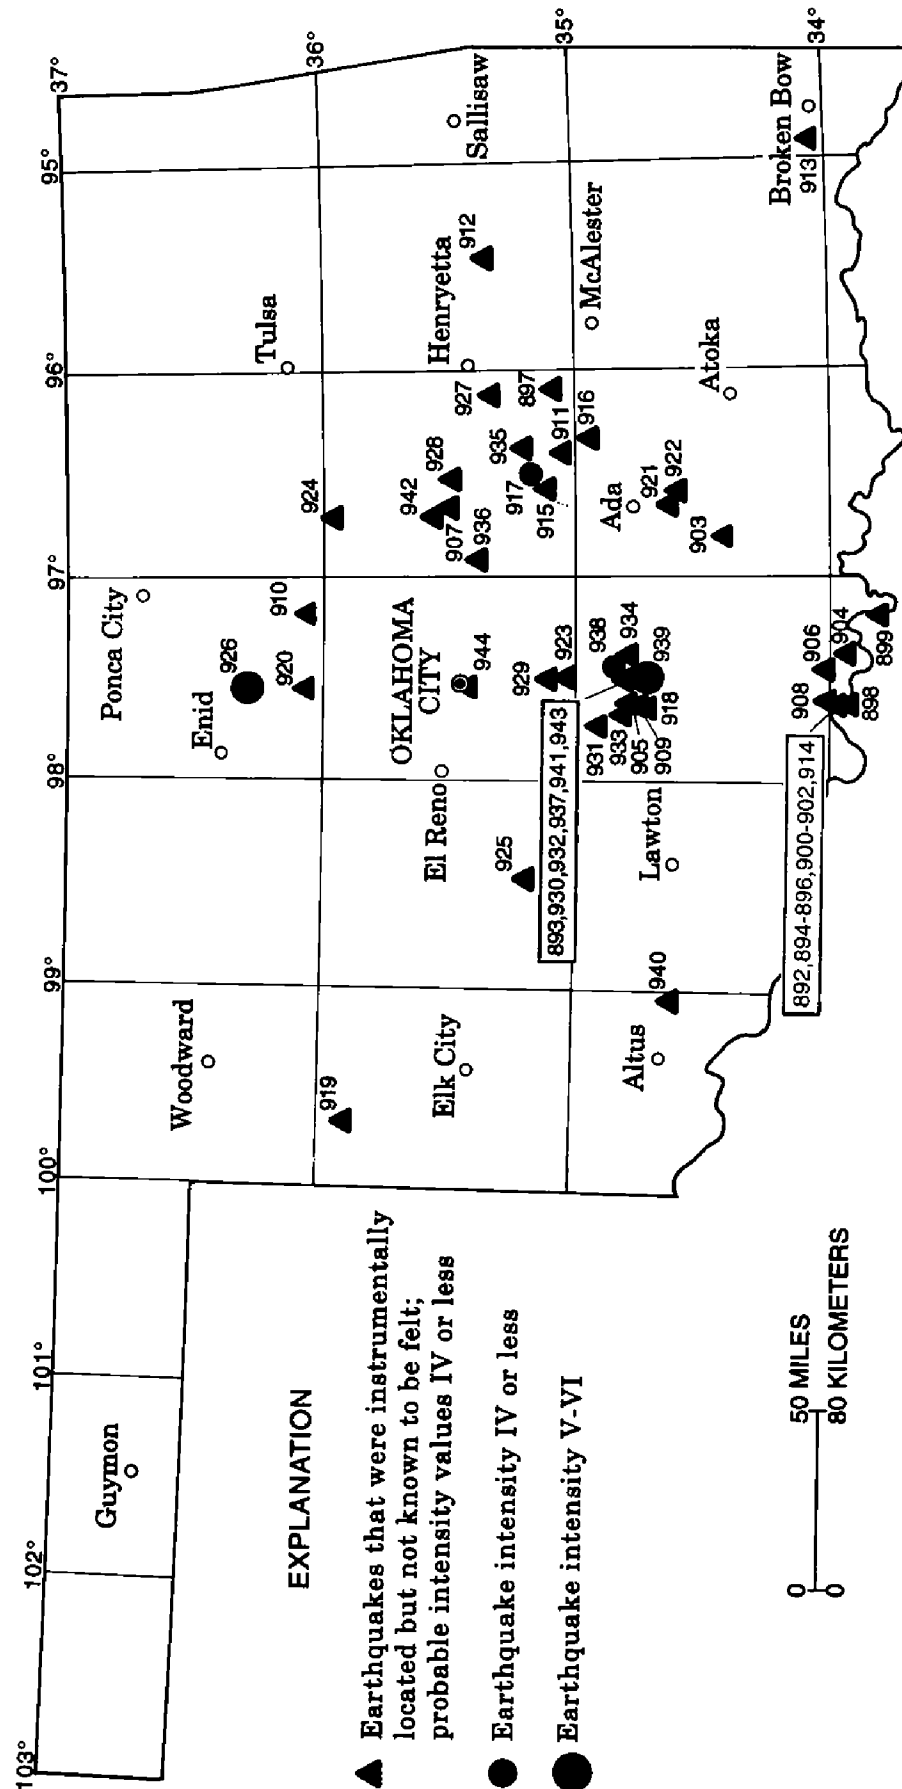 103°
102°
101°
100°
99°
98°
97°
96°
95°
37°
36°
35°
34°
Guymon
Woodward
Ponca City
Enid
Tulsa
926
920
910
924
919
Elk City
El Reno
OKLAHOMA
CITY
944
942
928
907
936
927
Henryetta
912
Sallisaw
925
929
923
917
915
935
911
897
916
McAlester
893,930,932,937,941,943
938
934
939
931
933
905
909
918
Ada
921
922
903
Atoka
Altus
940
Lawton
892,894-896,900-902,914
908
906
904
898
899
913
Broken Bow
EXPLANATION
Earthquakes that were instrumentally
located but not known to be felt;
probable intensity values IV or less
Earthquake intensity IV or less
Earthquake intensity V-VI
0 50 MILES
0 80 KILOMETERS